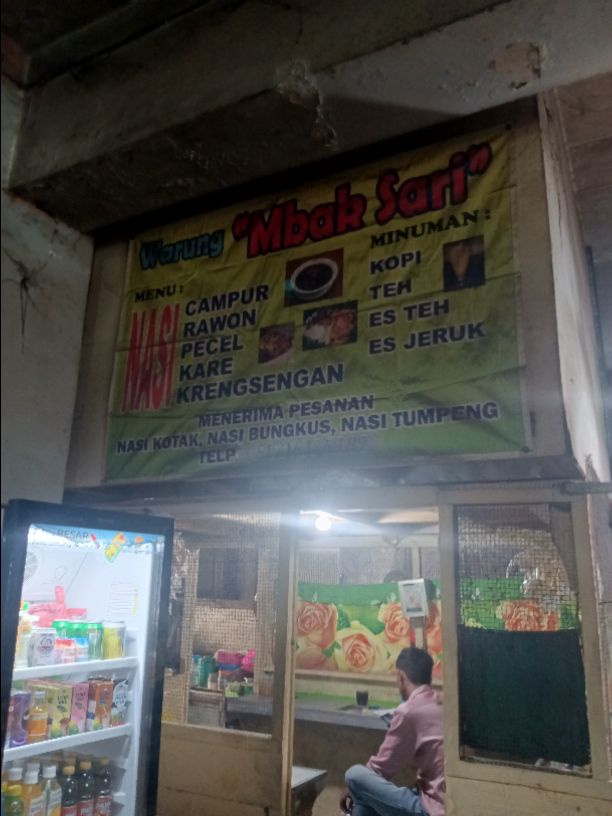 Warung "Mbak Sari"
MENU :
NASI
CAMPUR
RAWON
PECEL
KARE
KRENGSENGAN
MINUMAN :
KOPI
TEH
ES TEH
ES JERUK
MENERIMA PESANAN
NASI KOTAK, NASI BUNGKUS, NASI TUMPENG
TELP
BESAR